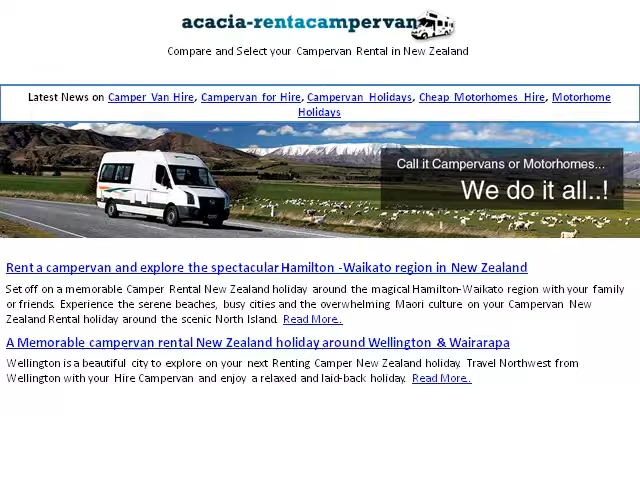 acacia-rentacampervan
Compare and Select your Campervan Rental in New Zealand
Latest News on Camper Van Hire, Campervan for Hire, Campervan Holidays, Cheap Motorhomes Hire, Motorhome
Holidays
Call it Campervans or Motorhomes...
We do it all..!
Rent a campervan and explore the spectacular Hamilton -Waikato region in New Zealand
Set off on a memorable Camper Rental New Zealand holiday around the magical Hamilton-Waikato region with your family
or friends. Experience the serene beaches, busy cities and the overwhelming Maori culture on your Campervan New
Zealand Rental holiday around the scenic North Island. Read More..
A Memorable campervan rental New Zealand holiday around Wellington & Wairarapa
Wellington is a beautiful city to explore on your next Renting Camper New Zealand holiday. Travel Northwest from
Wellington with your Hire Campervan and enjoy a relaxed and laid-back holiday. Read More..